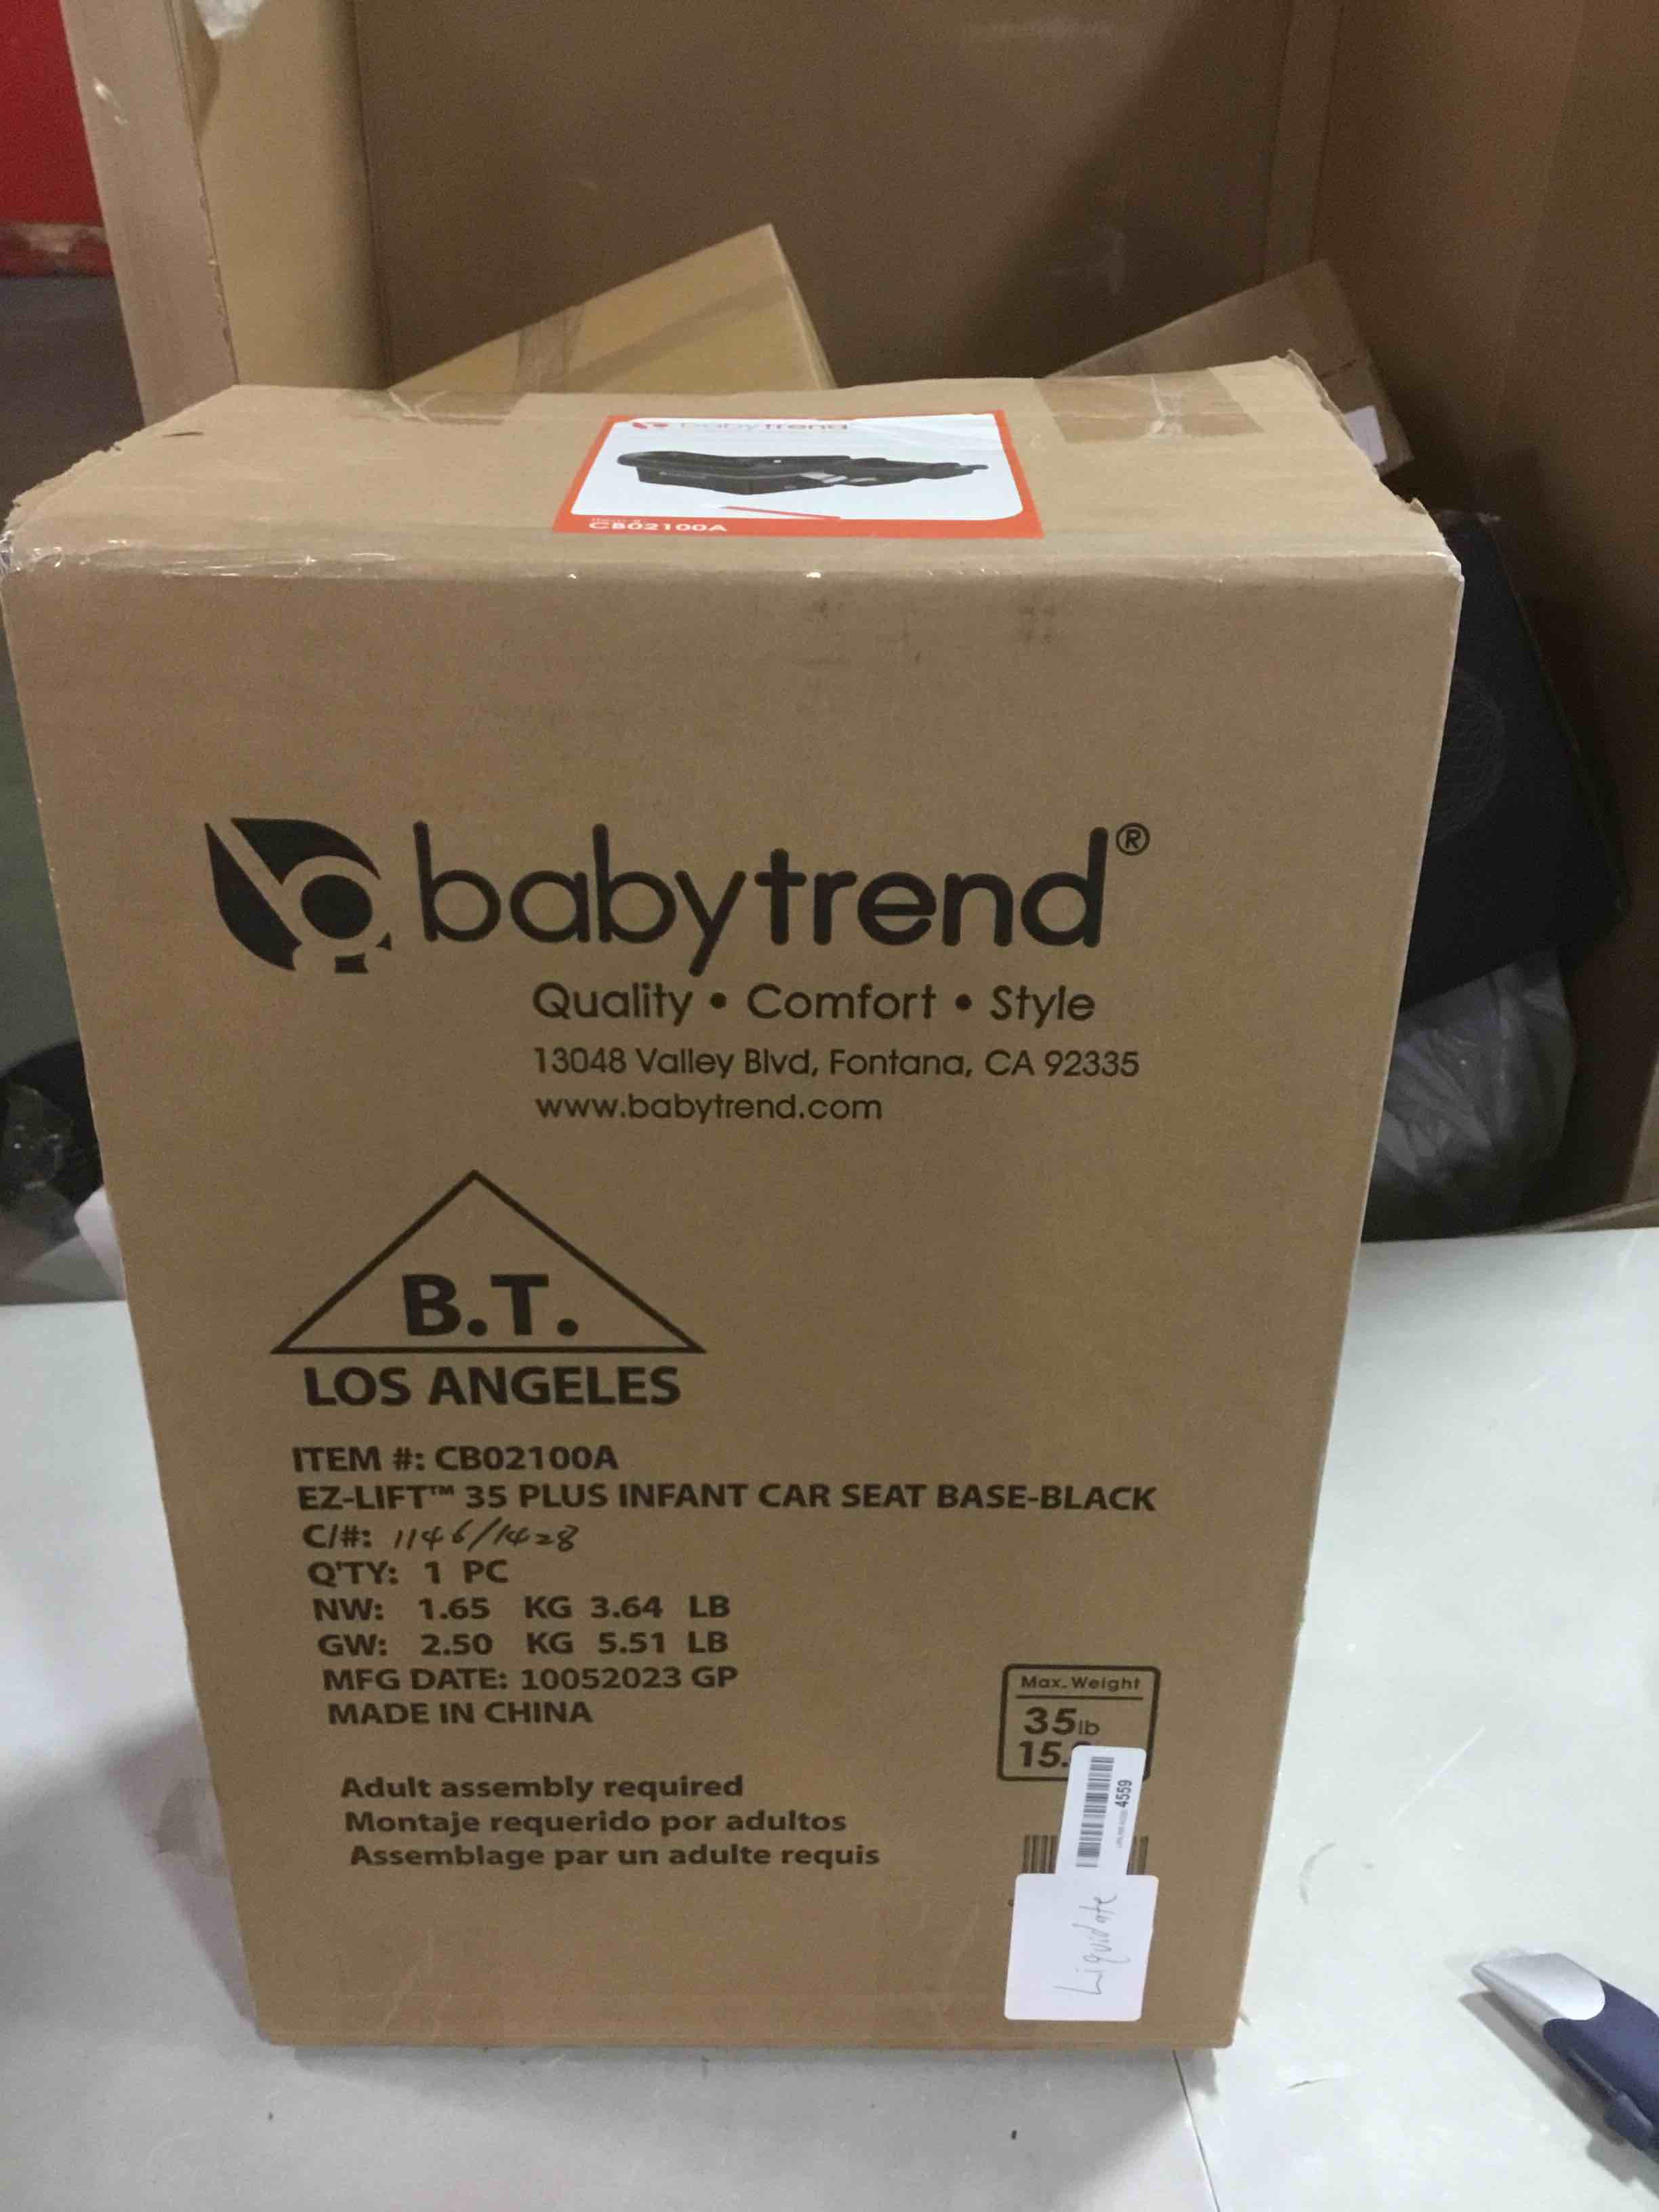 babytrend
CB02100A
babytrend®
Quality • Comfort • Style
13048 Valley Blvd, Fontana, CA 92335
www.babytrend.com
B.T.
LOS ANGELES
ITEM #: CB02100A
EZ-LIFT™ 35 PLUS INFANT CAR SEAT BASE-BLACK
C/#: 1146/1428
Q'TY: 1 PC
NW: 1.65 KG 3.64 LB
GW: 2.50 KG 5.51 LB
MFG DATE: 10052023 GP
MADE IN CHINA
Max. Weight
35lb
15.
Adult assembly required
Montaje requerido por adultos
Assemblage par un adulte requis
4559
Liquidate